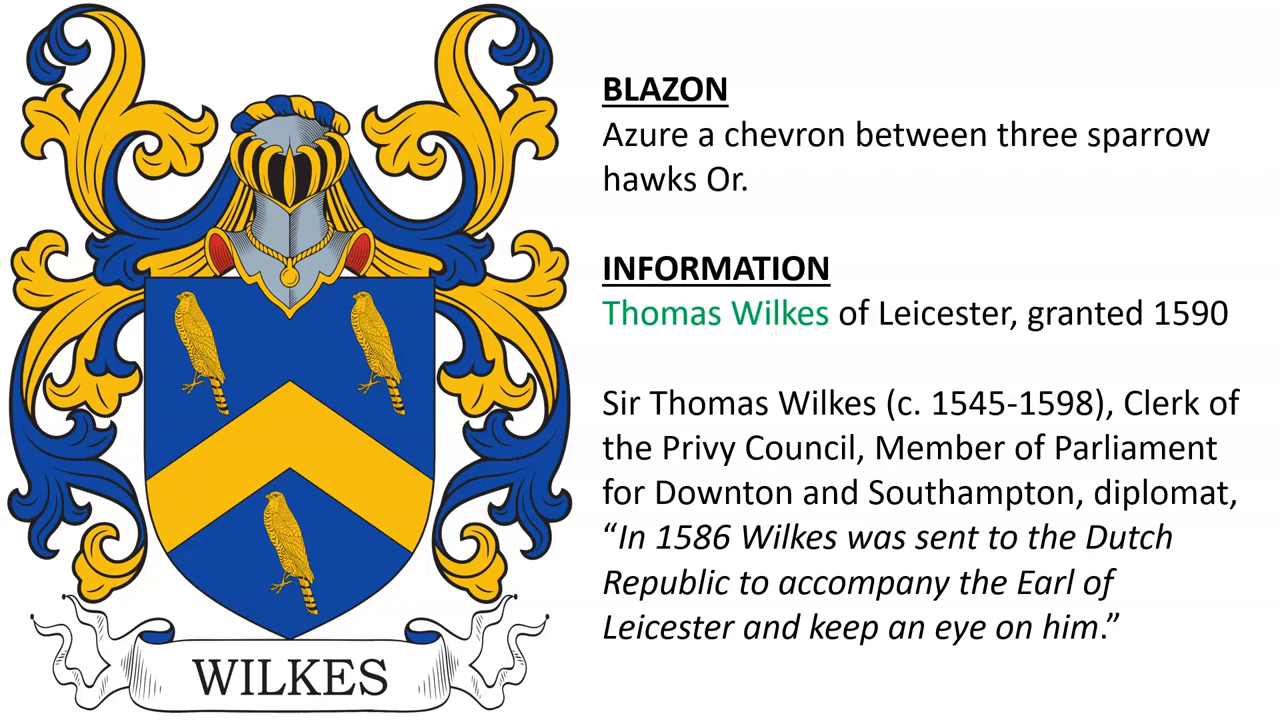 WILKES
BLAZON
Azure a chevron between three sparrow
hawks Or.
INFORMATION
Thomas Wilkes of Leicester, granted 1590
Sir Thomas Wilkes (c. 1545-1598), Clerk of
the Privy Council, Member of Parliament
for Downton and Southampton, diplomat,
“In 1586 Wilkes was sent to the Dutch
Republic to accompany the Earl of
Leicester and keep an eye on him.”